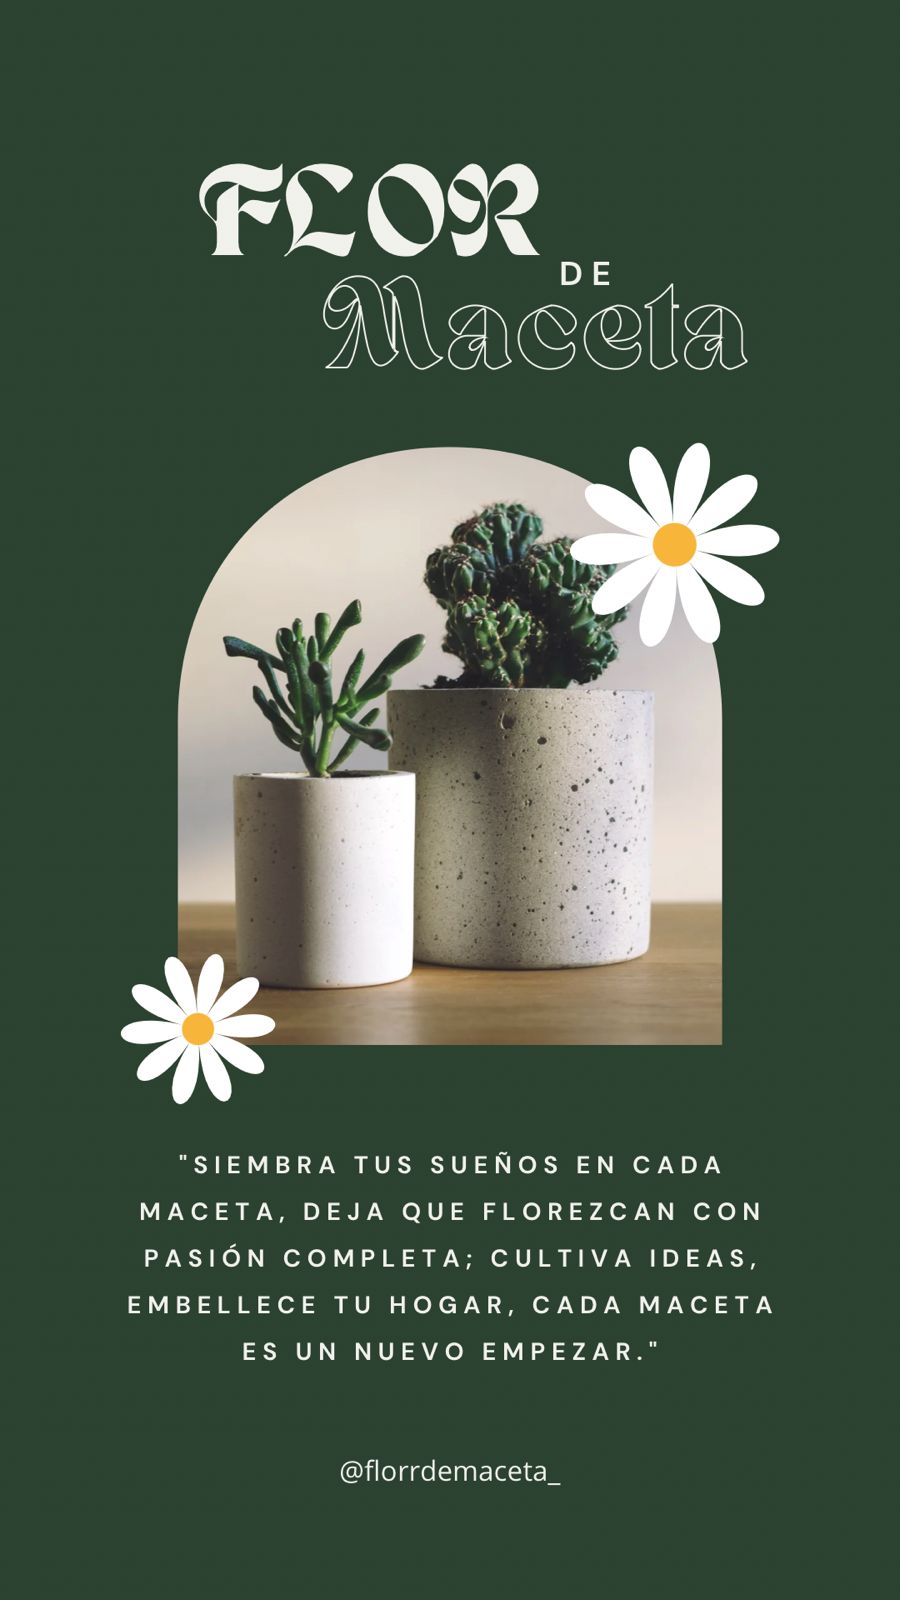 FLOR
DE
Maceta
"SIEMBRA TUS SUEÑOS EN CADA
MACETA, DEJA QUE FLOREZCAN CON
PASIÓN COMPLETA; CULTIVA IDEAS,
EMBELLECE TU HOGAR, CADA MACETA
ES UN NUEVO EMPEZAR."
@florrdemaceta_